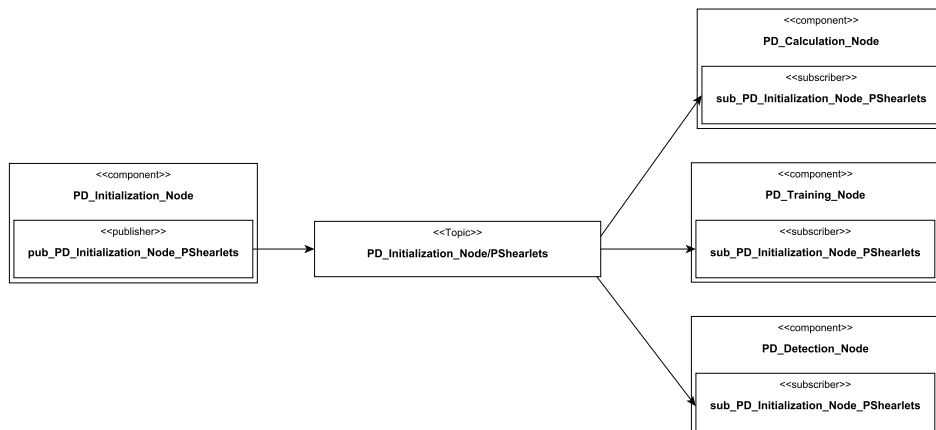 <<component>>
PD_Initialization_Node
<<publisher>>
pub_PD_Initialization_Node_PShearlets
<<Topic>>
PD_Initialization_Node/PShearlets
<<component>>
PD_Calculation_Node
<<subscriber>>
sub_PD_Initialization_Node_PShearlets
<<component>>
PD_Training_Node
<<subscriber>>
sub_PD_Initialization_Node_PShearlets
<<component>>
PD_Detection_Node
<<subscriber>>
sub_PD_Initialization_Node_PShearlets